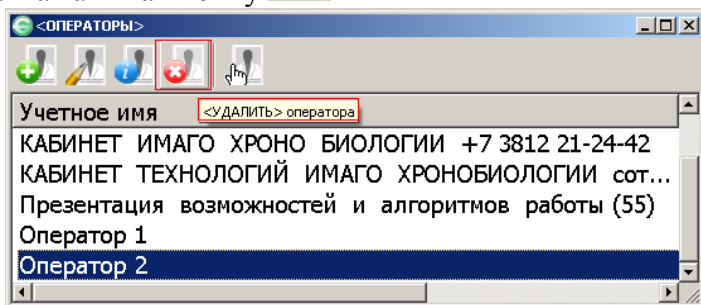 <ОПЕРАТОРЫ>
Учетное имя
<УДАЛИТЬ> оператора
КАБИНЕТ ИМАГО ХРОНО БИОЛОГИИ +7 3812 21-24-42
КАБИНЕТ ТЕХНОЛОГИЙ ИМАГО ХРОНОБИОЛОГИИ сот...
Презентация возможностей и алгоритмов работы (55)
Оператор 1
Оператор 2